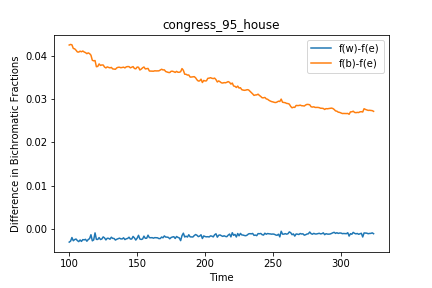 congress_95_house
f(w)-f(e)
f(b)-f(e)
Difference in Bichromatic Fractions
0.04
0.03
0.02
0.01
0.00
100
150
200
250
300
Time